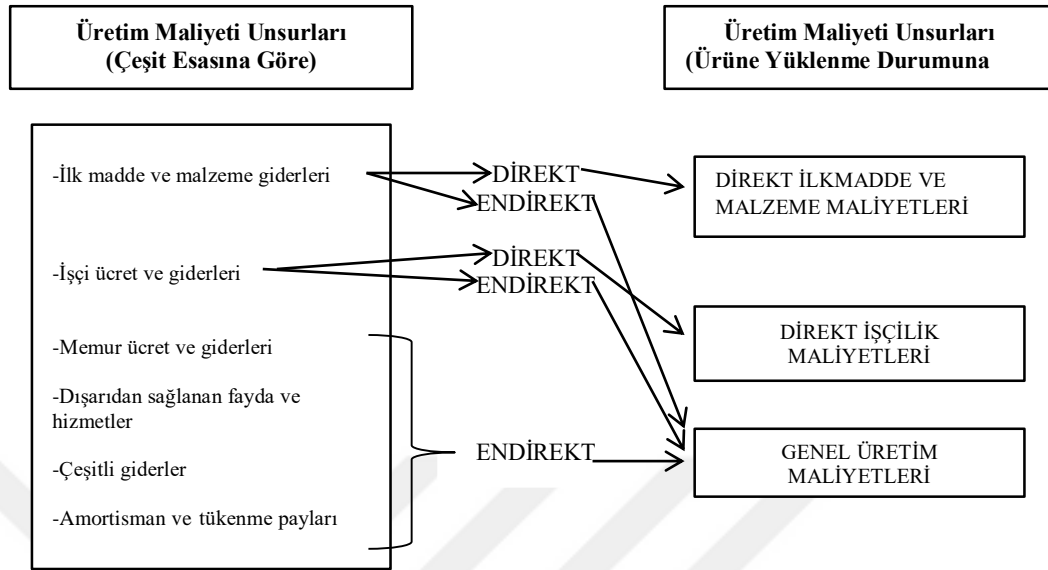 Üretim Maliyeti Unsurları
(Çeşit Esasına Göre)
Üretim Maliyeti Unsurları
(Ürüne Yüklenme Durumuna
-İlk madde ve malzeme giderleri
-İşçi ücret ve giderleri
-Memur ücret ve giderleri
-Dışarıdan sağlanan fayda ve
hizmetler
-Çeşitli giderler
-Amortisman ve tükenme payları
DİREKT
ENDİREKT
DİREKT
ENDİREKT
ENDİREKT
DİREKT İLKMADDE VE
MALZEME MALİYETLERİ
DİREKT İŞÇİLİK
MALİYETLERİ
GENEL ÜRETİM
MALİYETLERİ